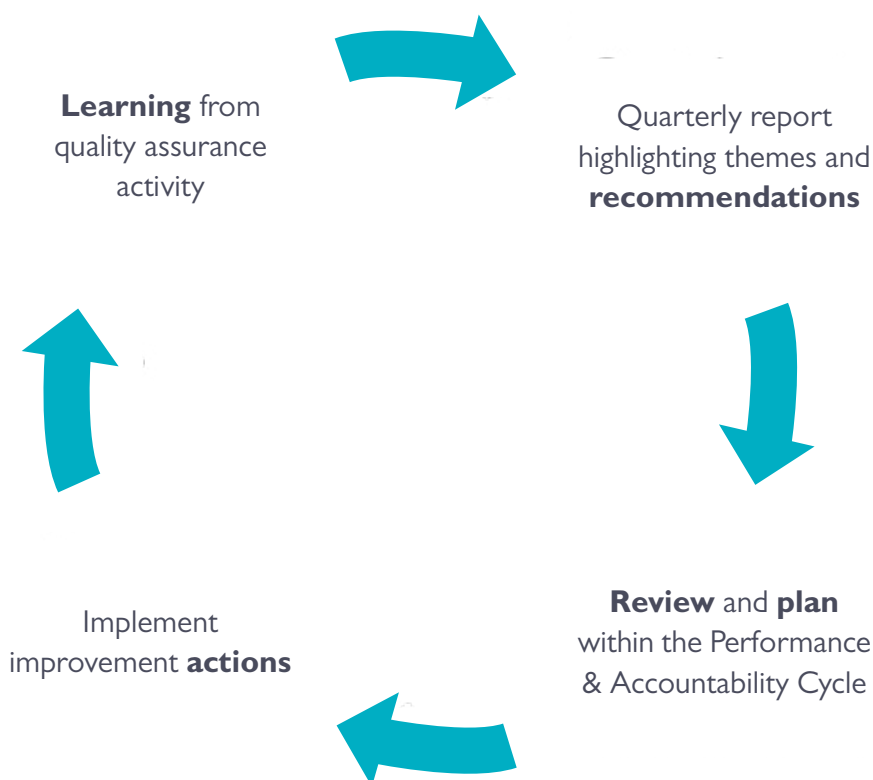 Learning from
quality assurance
activity
Quarterly report
highlighting themes and
recommendations
Review and plan
within the Performance
& Accountability Cycle
Implement
improvement actions